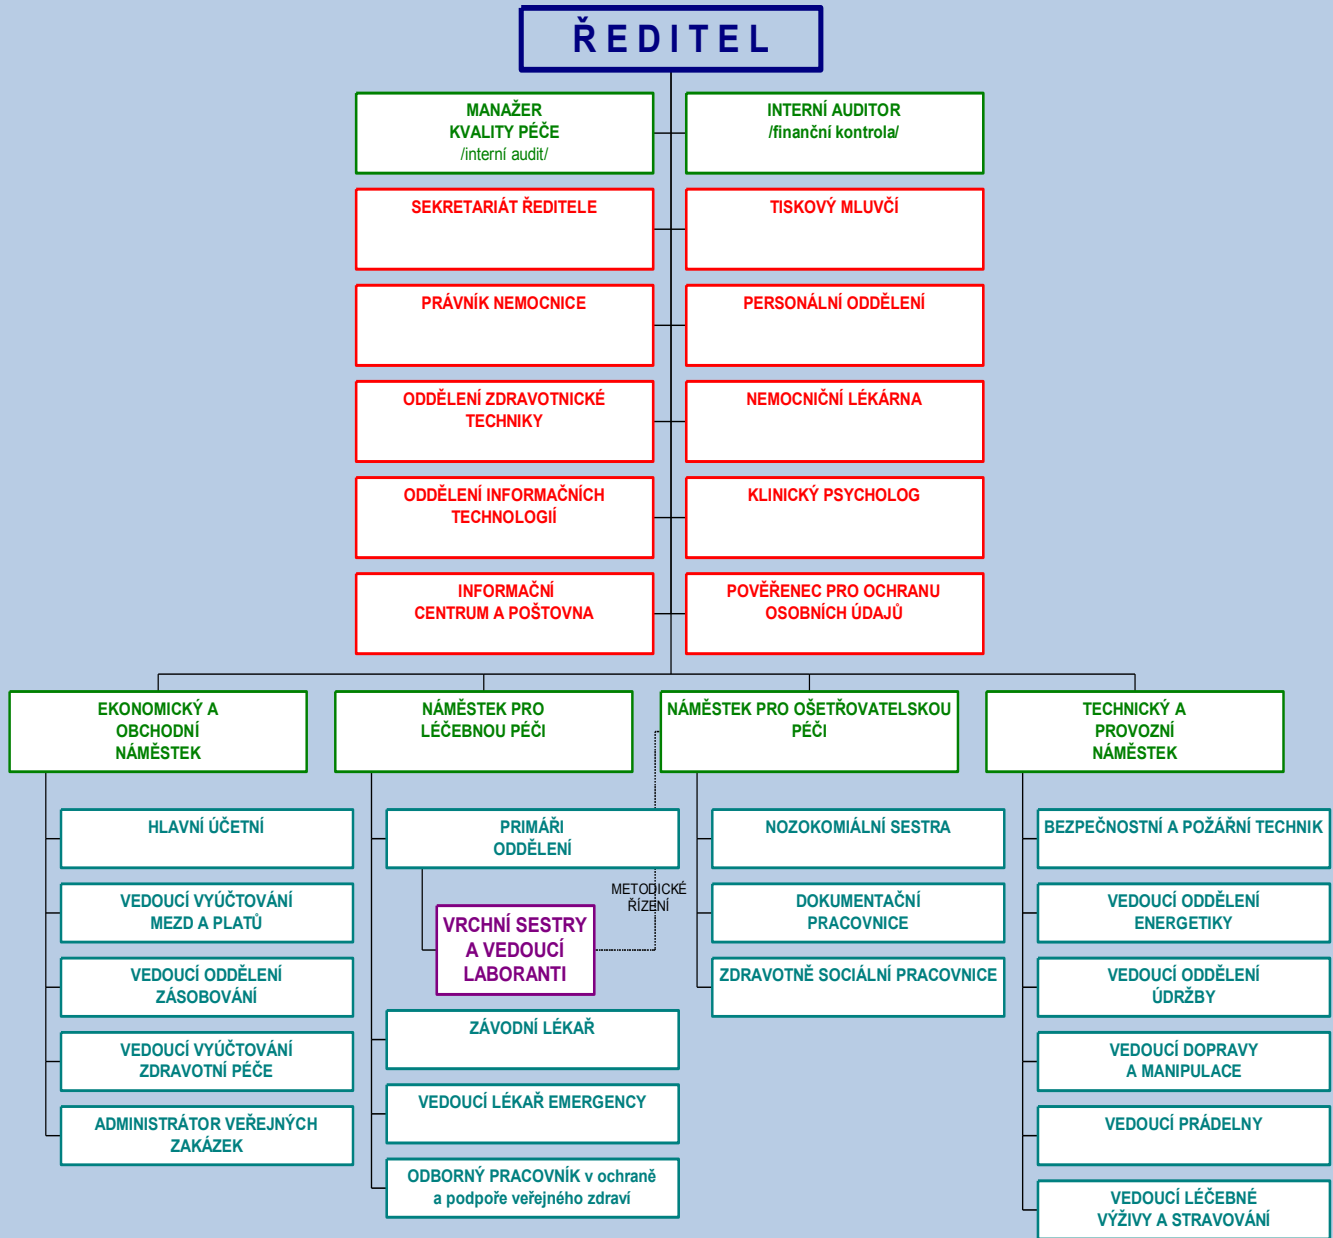 ŘEDITEL
MANAŽER
KVALITY PÉČE
/interní audit/
INTERNÍ AUDITOR
/finanční kontrola/
SEKRETARIÁT ŘEDITELE
TISKOVÝ MLUVČÍ
PRÁVNÍK NEMOCNICE
PERSONÁLNÍ ODDĚLENÍ
ODDĚLENÍ ZDRAVOTNICKÉ
TECHNIKY
NEMOCNIČNÍ LÉKÁRNA
ODDĚLENÍ INFORMAČNÍCH
TECHNOLOGIÍ
KLINICKÝ PSYCHOLOG
INFORMAČNÍ
CENTRUM A POŠTOVNA
POVĚŘENEC PRO OCHRANU
OSOBNÍCH ÚDAJŮ
EKONOMICKÝ A
OBCHODNÍ
NÁMĚSTEK
NÁMĚSTEK PRO
LÉČEBNOU PÉČI
NÁMĚSTEK PRO OŠETŘOVATELSKOU
PÉČI
TECHNICKÝ A
PROVOZNÍ
NÁMĚSTEK
HLAVNÍ ÚČETNÍ
VEDOUCÍ VYÚČTOVÁNÍ
MEZD A PLATŮ
VEDOUCÍ ODDĚLENÍ
ZÁSOBOVÁNÍ
VEDOUCÍ VYÚČTOVÁNÍ
ZDRAVOTNÍ PÉČE
ADMINISTRÁTOR VEŘEJNÝCH
ZAKÁZEK
PRIMÁŘI
ODDĚLENÍ
VRCHNÍ SESTRY
A VEDOUCÍ
LABORANTI
METODICKÉ
ŘÍZENÍ
ZÁVODNÍ LÉKAŘ
VEDOUCÍ LÉKAŘ EMERGENCY
ODBORNÝ PRACOVNÍK v ochraně
a podpoře veřejného zdraví
NOZOKOMIÁLNÍ SESTRA
DOKUMENTAČNÍ
PRACOVNICE
ZDRAVOTNĚ SOCIÁLNÍ PRACOVNICE
BEZPEČNOSTNÍ A POŽÁŘNÍ TECHNIK
VEDOUCÍ ODDĚLENÍ
ENERGETIKY
VEDOUCÍ ODDĚLENÍ
ÚDRŽBY
VEDOUCÍ DOPRAVY
A MANIPULACE
VEDOUCÍ PRÁDELNY
VEDOUCÍ LÉČEBNÉ
VÝŽIVY A STRAVOVÁNÍ